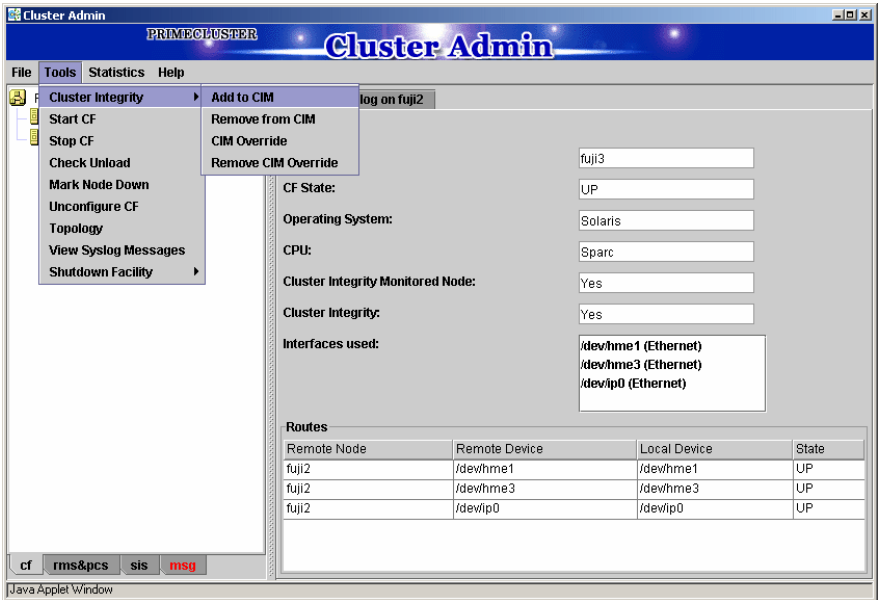 Cluster Admin
PRIMECLUSTER
Cluster Admin
File Tools Statistics Help
Cluster Integrity
Start CF
Stop CF
Check Unload
Mark Node Down
Unconfigure CF
Topology
View Syslog Messages
Shutdown Facility
Add to CIM
Remove from CIM
CIM Override
Remove CIM Override
log on fuji2
fuji3
CF State: UP
Operating System: Solaris
CPU: Sparc
Cluster Integrity Monitored Node: Yes
Cluster Integrity: Yes
Interfaces used: /dev/hme1 (Ethernet)
/dev/hme3 (Ethernet)
/dev/ip0 (Ethernet)
Routes
Remote Node Remote Device Local Device State
fuji2 /dev/hme1 /dev/hme1 UP
fuji2 /dev/hme3 /dev/hme3 UP
fuji2 /dev/ip0 /dev/ip0 UP
cf rms&pcs sis msg
Java Applet Window